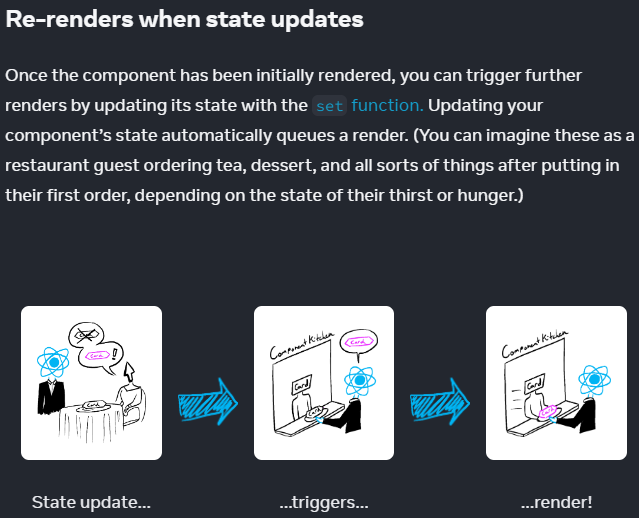 Re-renders when state updates
Once the component has been initially rendered, you can trigger further
renders by updating its state with the set function. Updating your
component’s state automatically queues a render. (You can imagine these as a
restaurant guest ordering tea, dessert, and all sorts of things after putting in
their first order, depending on the state of their thirst or hunger.)
Card
Card !
Card
Component Kitchen
Card
Card
Card
Component Kitchen
Card
Card
State update...
...triggers...
...render!